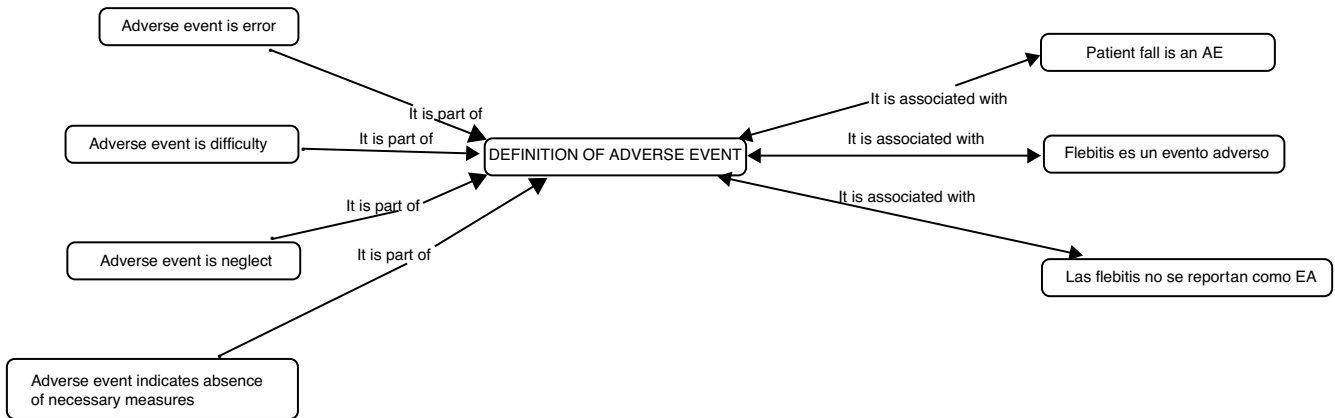 Adverse event is error
It is part of
Adverse event is difficulty
It is part of
Adverse event is neglect
It is part of
Adverse event indicates absence
of necessary measures
It is part of
DEFINITION OF ADVERSE EVENT
It is associated with
Patient fall is an AE
It is associated with
Flebitis es un evento adverso
It is associated with
Las flebitis no se reportan como EA